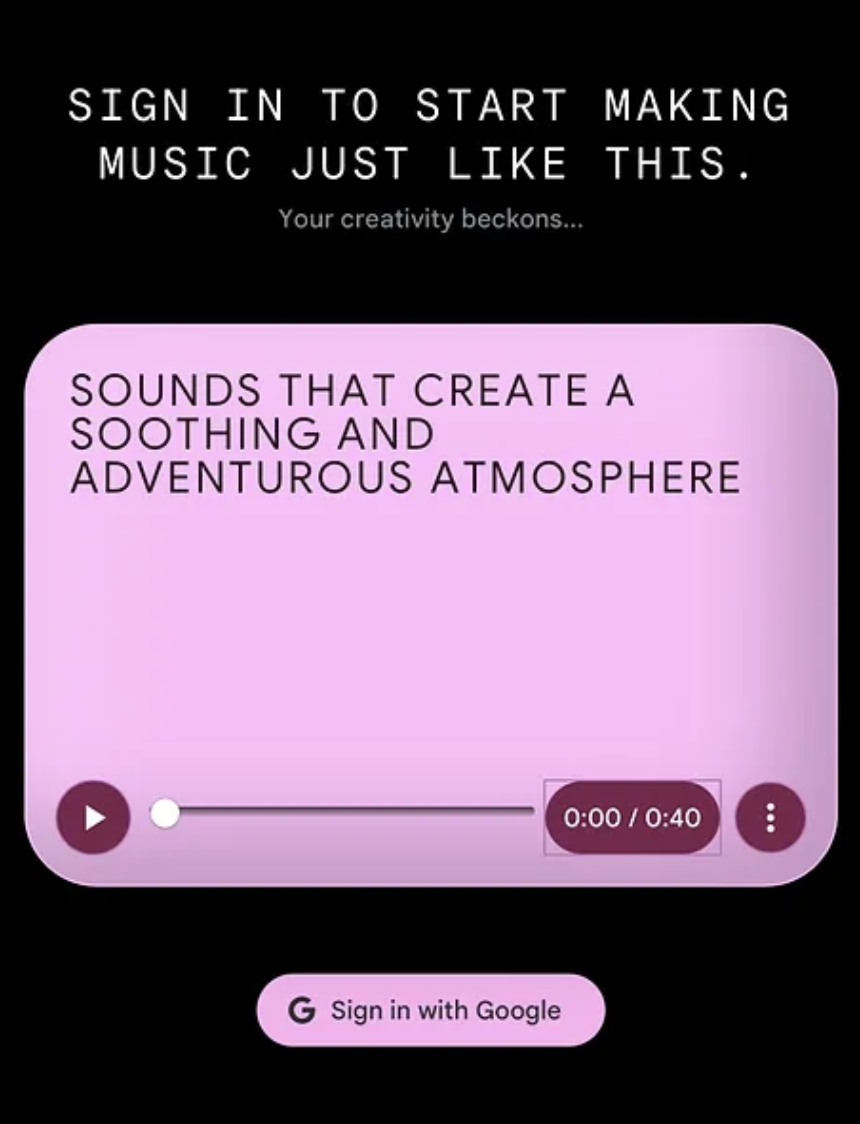 SIGN IN TO START MAKING
MUSIC JUST LIKE THIS.
Your creativity beckons...
SOUNDS THAT CREATE A
SOOTHING AND
ADVENTUROUS ATMOSPHERE
0:00 / 0:40
G Sign in with Google